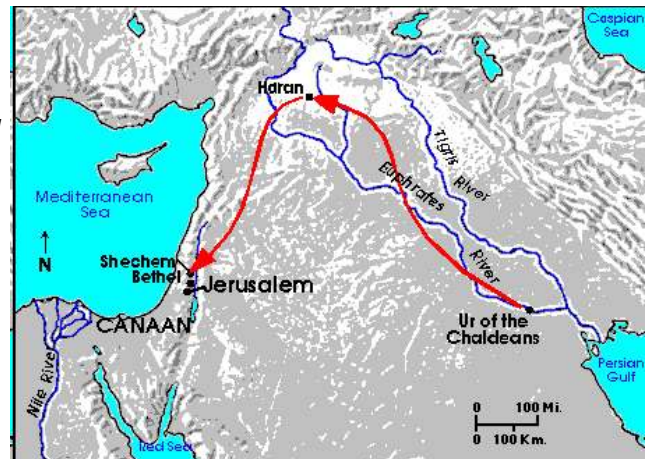 Caspian
Sea
Haran
Tigris
River
Euphrates
River
Mediterranean
Sea
N
Shechem
Bethel
Jerusalem
CANAAN
Ur of the
Chaldeans
Nile River
Persian
Gulf
Red Sea
0 100 Mi.
0 100 Km.